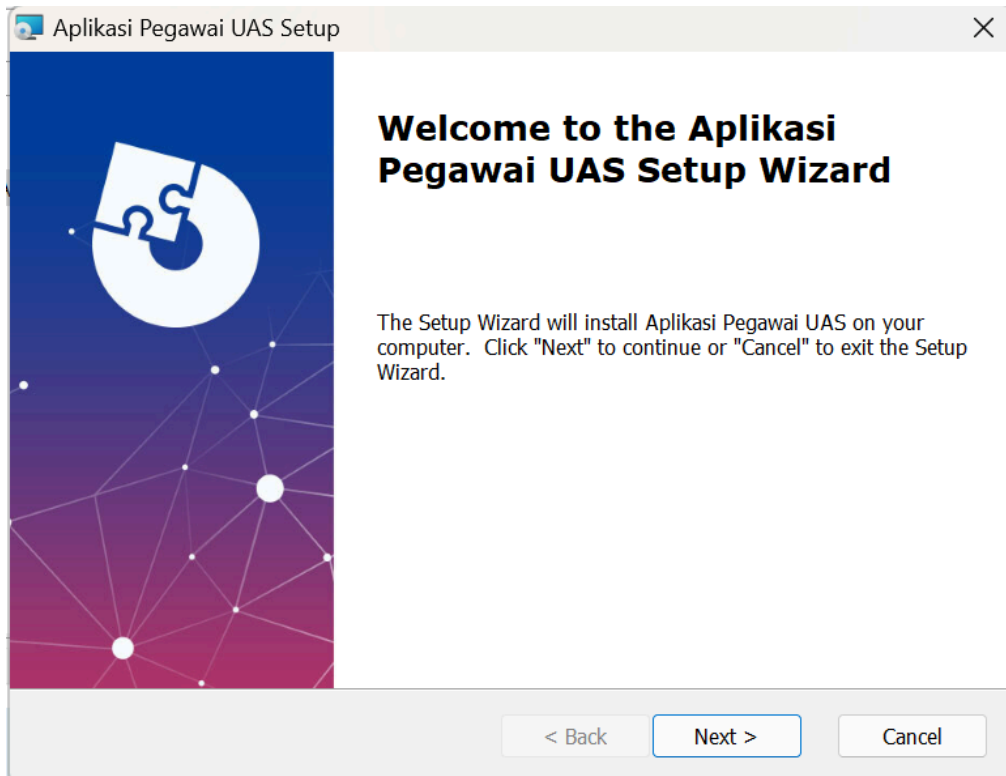 Aplikasi Pegawai UAS Setup
Welcome to the Aplikasi
Pegawai UAS Setup Wizard
The Setup Wizard will install Aplikasi Pegawai UAS on your
computer.  Click "Next" to continue or "Cancel" to exit the Setup
Wizard.
< Back
Next >
Cancel